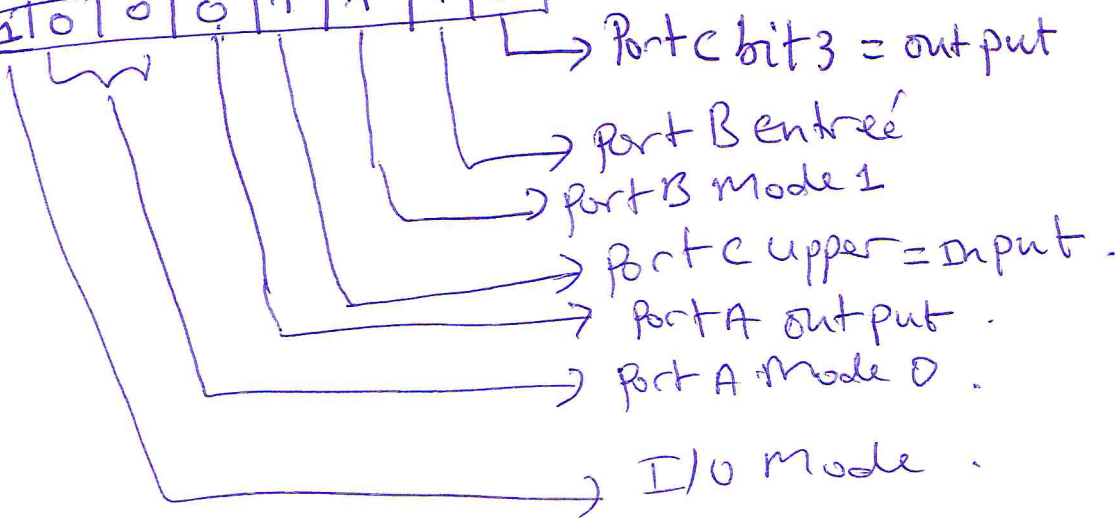 1 0 0 0 1 1 1
Port C bit 3 = output
Port B entreé
Port B Mode 1
Port C upper = Input.
Port A output.
Port A Mode 0.
I/O Mode.